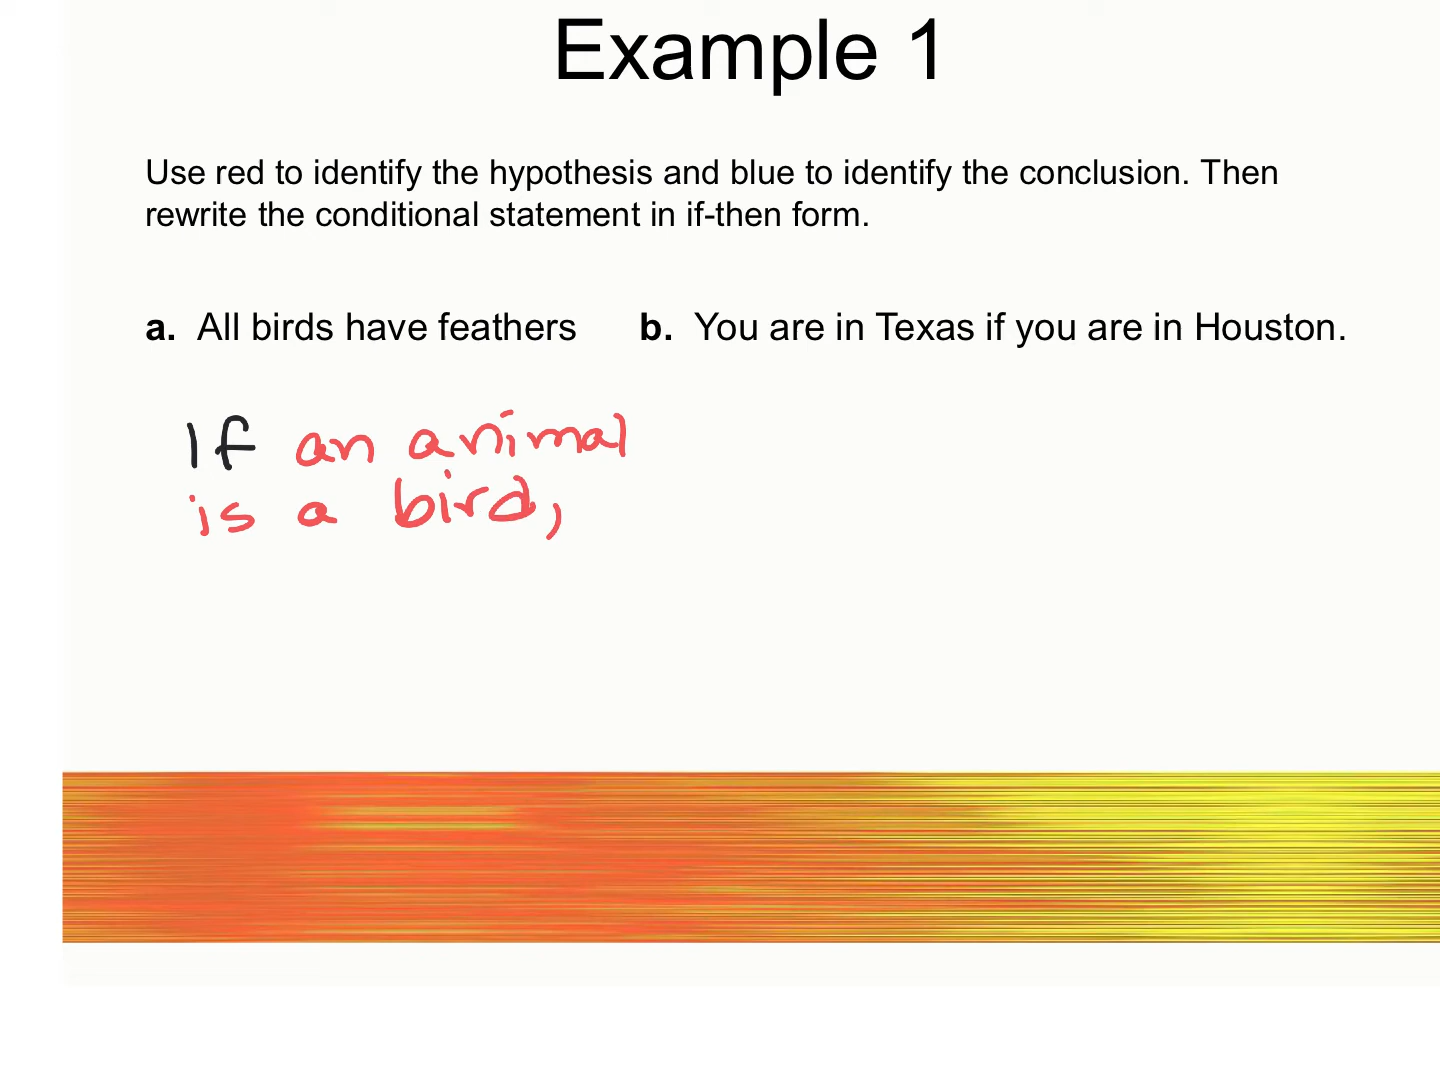 Example 1
Use red to identify the hypothesis and blue to identify the conclusion. Then
rewrite the conditional statement in if-then form.
a. All birds have feathers
b. You are in Texas if you are in Houston.
If an animal
is a bird,